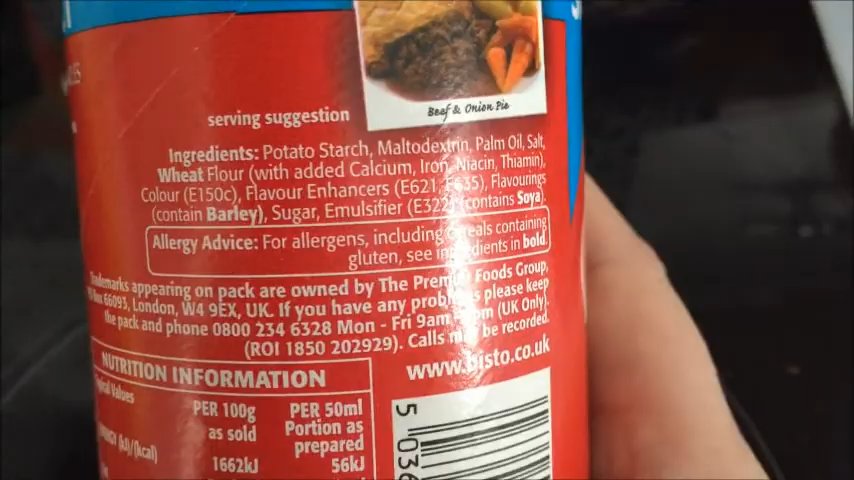 Beef & Onion Pie
serving suggestion
Ingredients: Potato Starch, Maltodextrin, Palm Oil, Salt,
Wheat Flour (with added Calcium, Iron, Niacin, Thiamin),
Colour (E150c), Flavour Enhancers (E621, E635), Flavourings
(contain Barley), Sugar, Emulsifier (E322) (contains Soya).
Allergy Advice: For allergens, including cereals containing
gluten, see ingredients in bold.
Trademarks appearing on pack are owned by The Premier Foods Group,
PO Box 66093, London, W4 9EX, UK. If you have any problems please keep
the pack and phone 0800 234 6328 Mon - Fri 9am - pm (UK Only).
(ROI 1850 202929). Calls may be recorded.
www.bisto.co.uk
NUTRITION INFORMATION
Typical Values
PER 100g
as sold
PER 50ml
Portion as
prepared
ENERGY (kJ)/(kcal)
1662kJ
56kJ
5 036